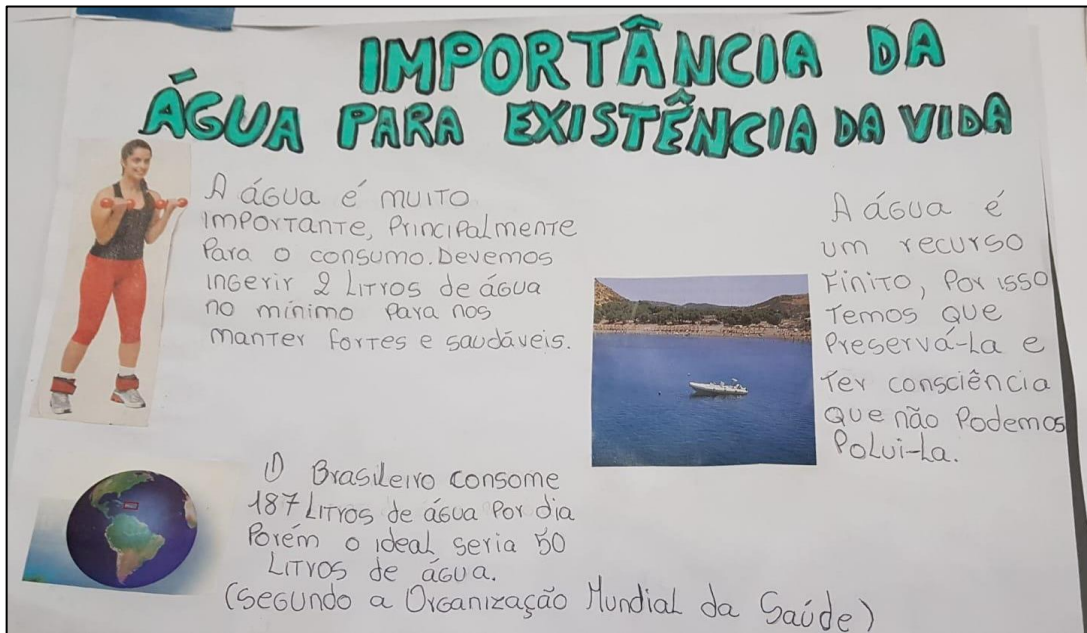 IMPORTÂNCIA DA
ÁGUA PARA EXISTÊNCIA DA VIDA
A água é muito
importante, principalmente
para o consumo. Devemos
ingerir 2 litros de água
no mínimo para nos
manter fortes e saudáveis.
A água é
um recurso
finito, por isso
temos que
preservá-la e
ter consciência
que não podemos
polui-la.
O Brasileiro consome
187 litros de água por dia
porém o ideal seria 50
litros de água.
(segundo a Organização Mundial da Saúde)